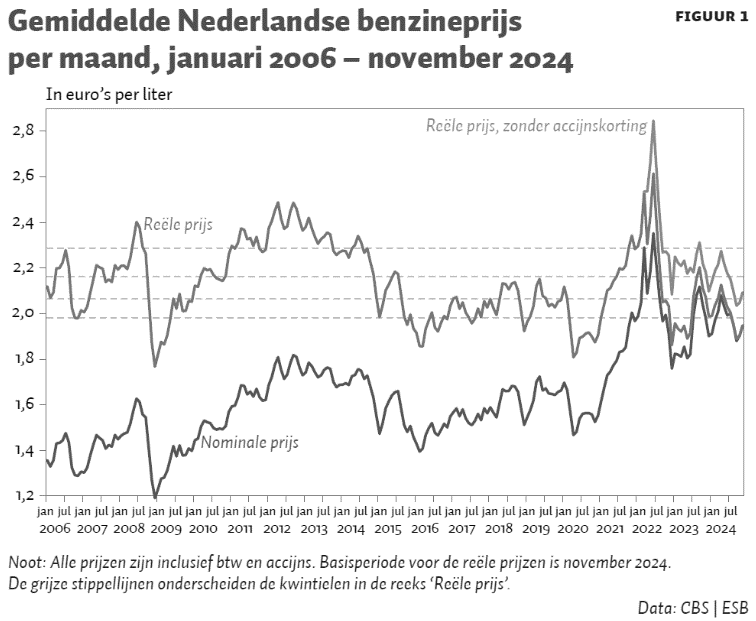 Gemiddelde Nederlandse benzineprijs
per maand, januari 2006 – november 2024
FIGUUR 1
In euro's per liter
2,8
2,6
2,4
2,2
2,0
1,8
1,6
1,4
1,2
Reële prijs, zonder accijnskorting
Reële prijs
Nominale prijs
jan jul jan jul jan jul jan jul jan jul jan jul jan jul jan jul jan jul jan jul jan jul jan jul jan jul jan jul jan jul jan jul jan jul jan jul jan jul
2006 2007 2008 2009 2010 2011 2012 2013 2014 2015 2016 2017 2018 2019 2020 2021 2022 2023 2024
Noot: Alle prijzen zijn inclusief btw en accijns. Basisperiode voor de reële prijzen is november 2024.
De grijze stippellijnen onderscheiden de kwintielen in de reeks ‘Reële prijs’.
Data: CBS | ESB